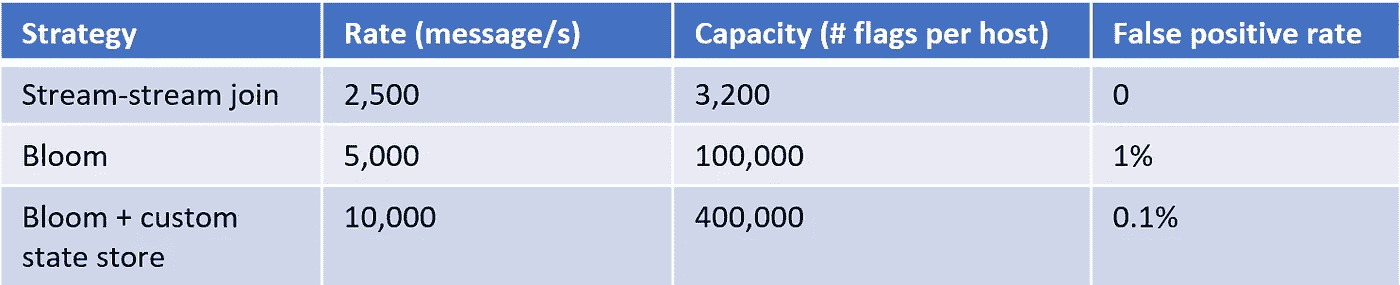 Strategy Rate (message/s) Capacity (# flags per host) False positive rate
Stream-stream join 2,500 3,200 0
Bloom 5,000 100,000 1%
Bloom + custom 10,000 400,000 0.1%
state store